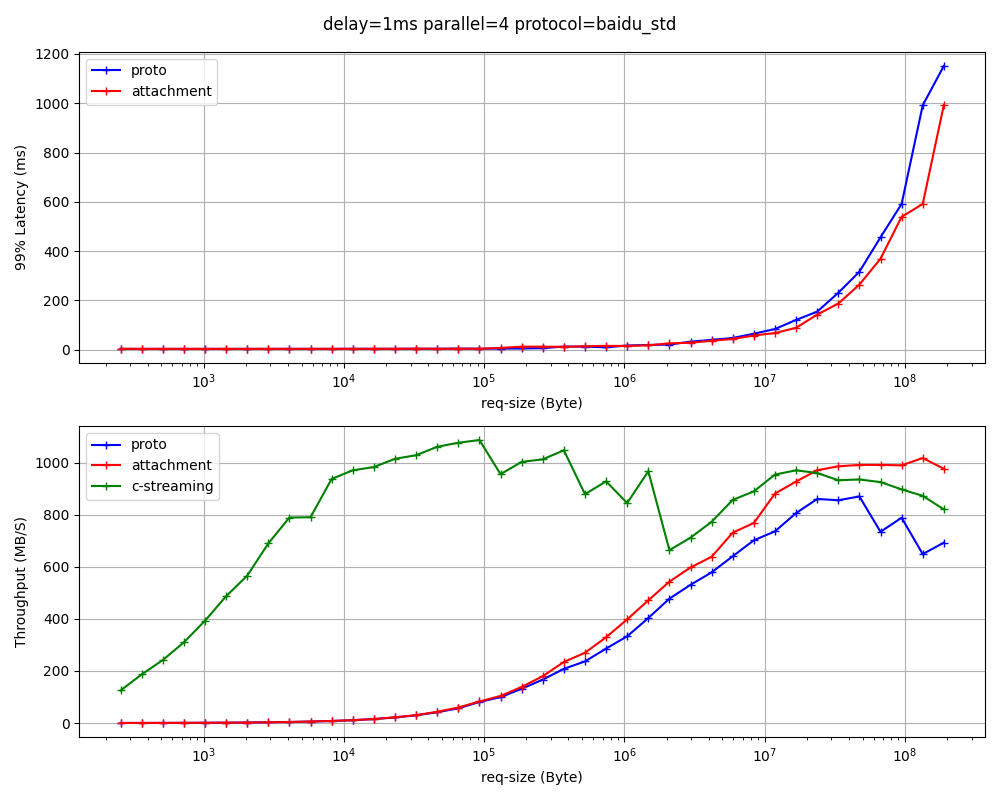 delay=1ms parallel=4 protocol=baidu_std
1200
1000
800
600
400
200
0
99% Latency (ms)
proto
attachment
10³ 10⁴ 10⁵ 10⁶ 10⁷ 10⁸
req-size (Byte)
1000
800
600
400
200
0
Throughput (MB/S)
proto
attachment
c-streaming
10³ 10⁴ 10⁵ 10⁶ 10⁷ 10⁸
req-size (Byte)